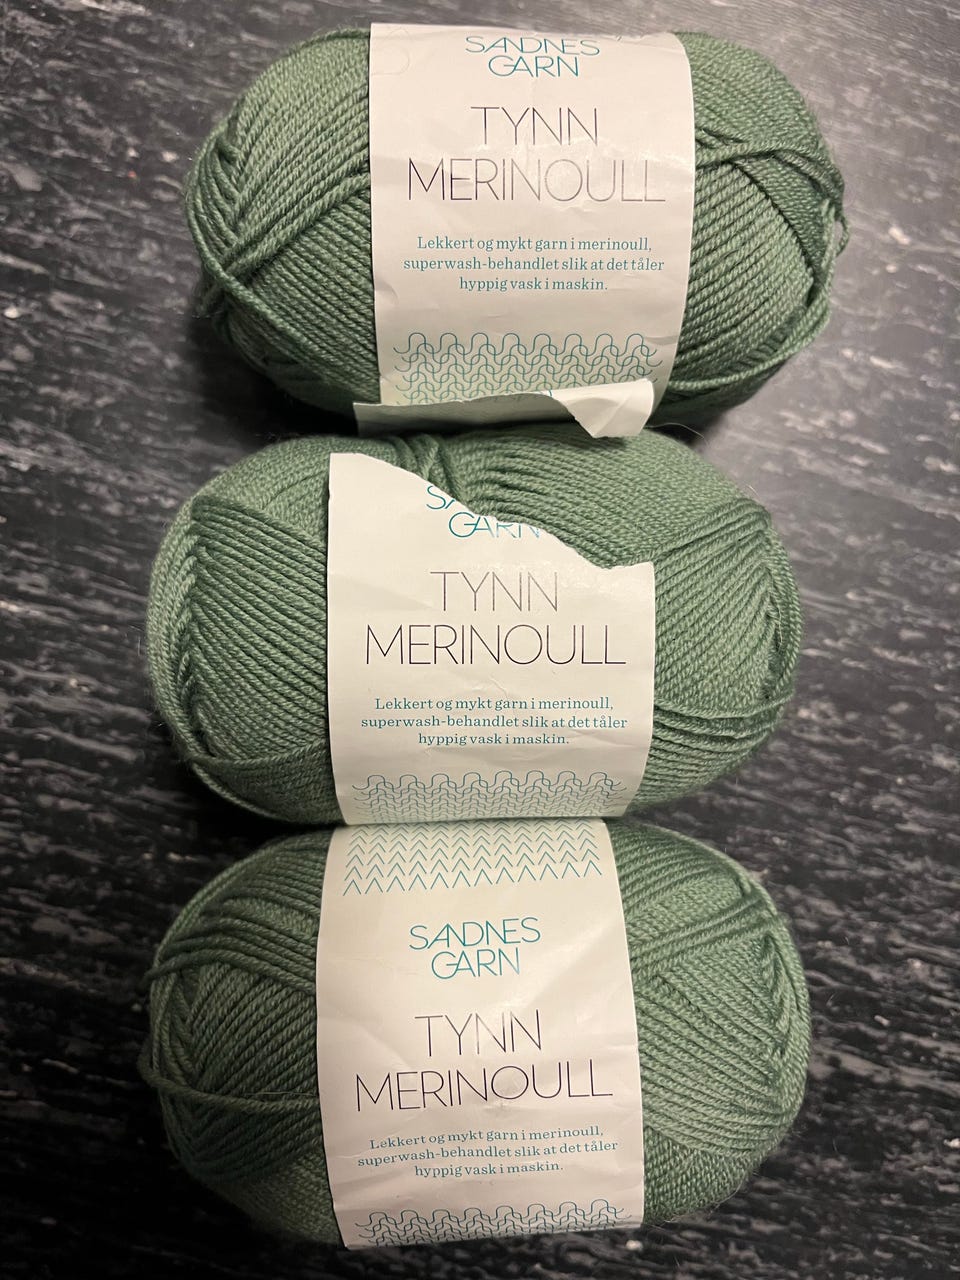 SANDNES
GARN
TYNN
MERINOULL
Lekkert og mykt garn i merinoull,
superwash-behandlet slik at det tåler
hyppig vask i maskin.
GARN
TYNN
MERINOULL
Lekkert og mykt garn i merinoull,
superwash-behandlet slik at det tåler
hyppig vask i maskin.
SANDNES
GARN
TYNN
MERINOULL
Lekkert og mykt garn i merinoull,
superwash-behandlet slik at det tåler
hyppig vask i maskin.